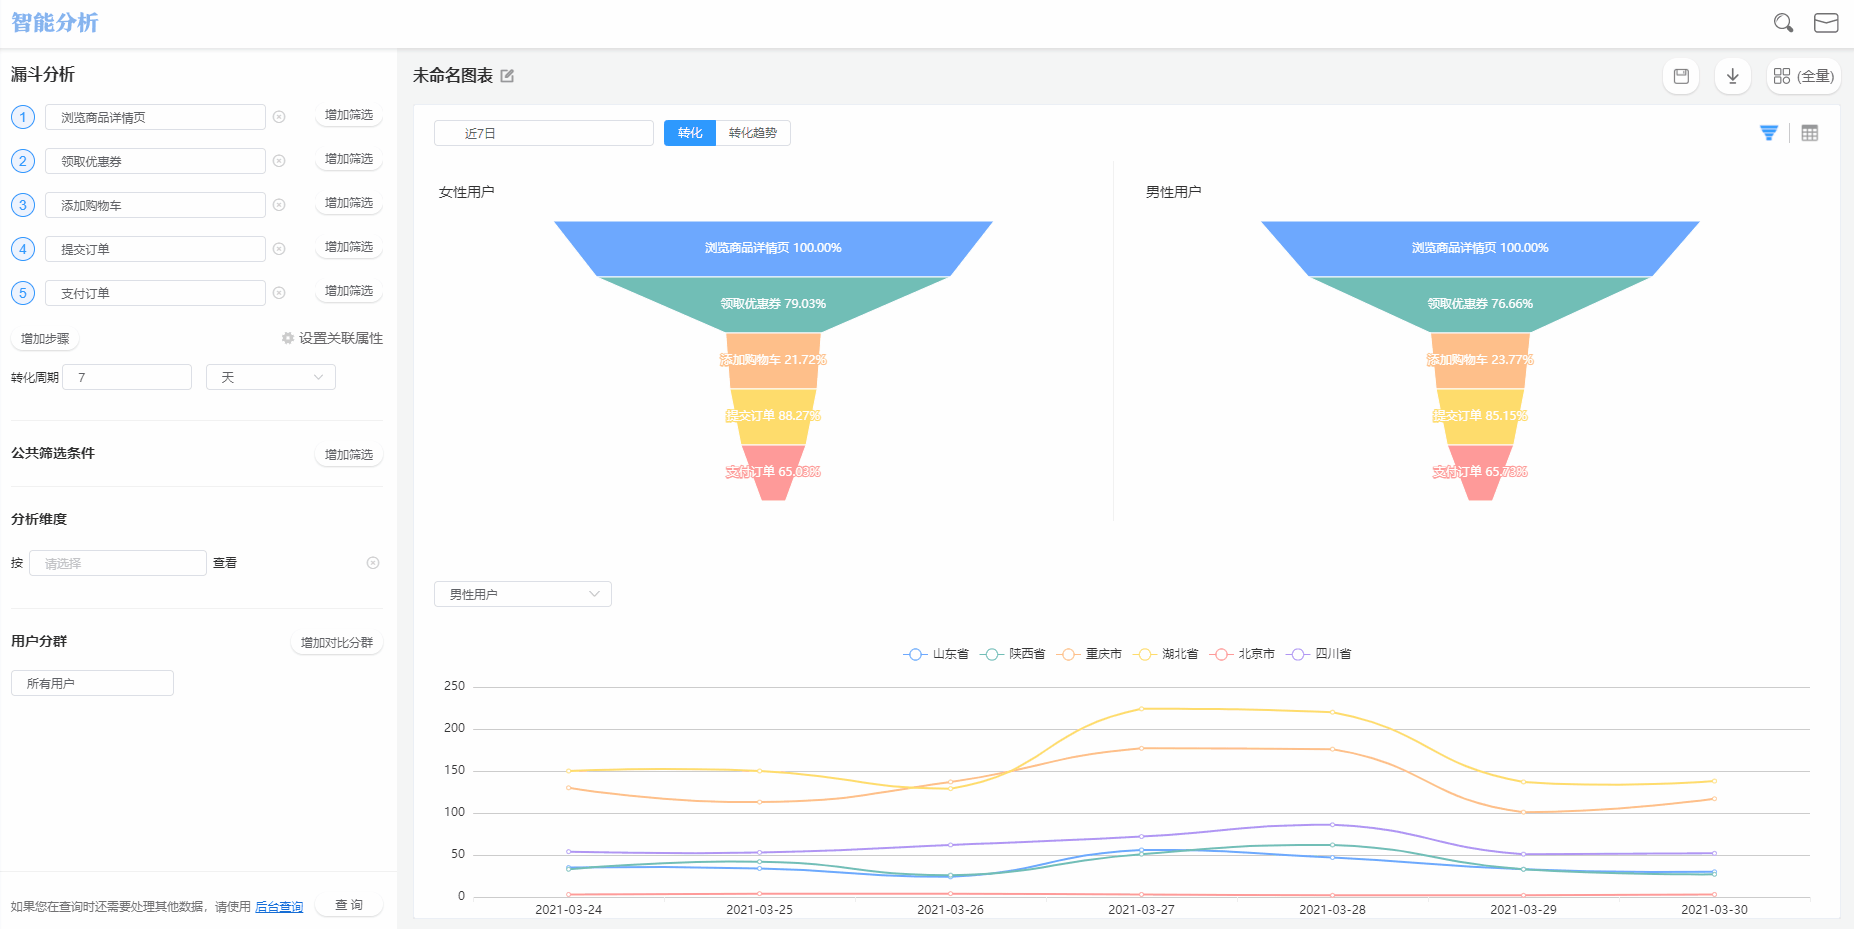 智能分析
漏斗分析
1 浏览商品详情页 增加筛选
2 领取优惠券 增加筛选
3 添加购物车 增加筛选
4 提交订单 增加筛选
5 支付订单 增加筛选
增加步骤 设置关联属性
转化周期 7 天
公共筛选条件 增加筛选
分析维度
按 请选择 查看
用户分群 增加对比分群
所有用户
如果您在查询时还需要处理其他数据，请使用 后台查询 查 询
未命名图表 (全量)
近7日 转化 转化趋势
女性用户
浏览商品详情页 100.00%
领取优惠券 79.03%
添加购物车 21.72%
提交订单 88.27%
支付订单 65.03%
男性用户
浏览商品详情页 100.00%
领取优惠券 76.66%
添加购物车 23.77%
提交订单 85.15%
支付订单 65.73%
男性用户
山东省 陕西省 重庆市 湖北省 北京市 四川省
250
200
150
100
50
0
2021-03-24 2021-03-25 2021-03-26 2021-03-27 2021-03-28 2021-03-29 2021-03-30